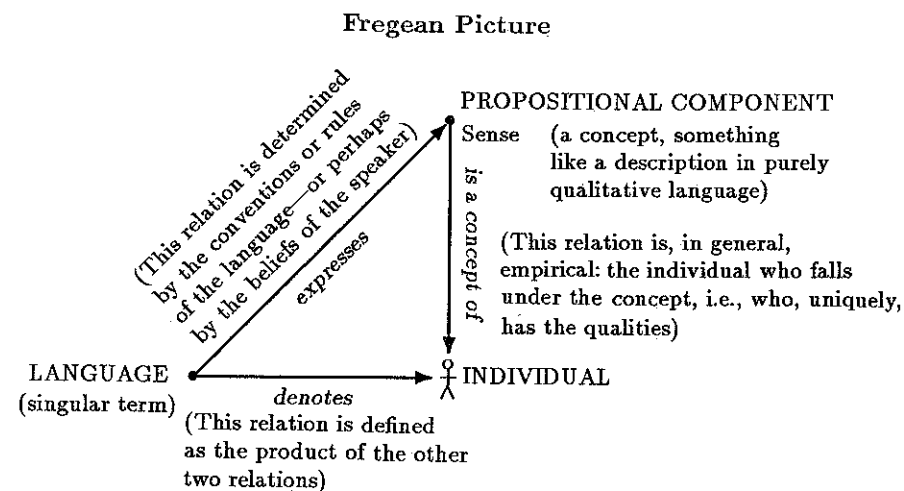 Fregean Picture
(This relation is determined
by the conventions or rules
of the language—or perhaps
by the beliefs of the speaker)
expresses
PROPOSITIONAL COMPONENT
Sense (a concept, something
like a description in purely
qualitative language)
is a concept of
(This relation is, in general,
empirical: the individual who falls
under the concept, i.e., who, uniquely,
has the qualities)
LANGUAGE
(singular term)
denotes
INDIVIDUAL
(This relation is defined
as the product of the other
two relations)